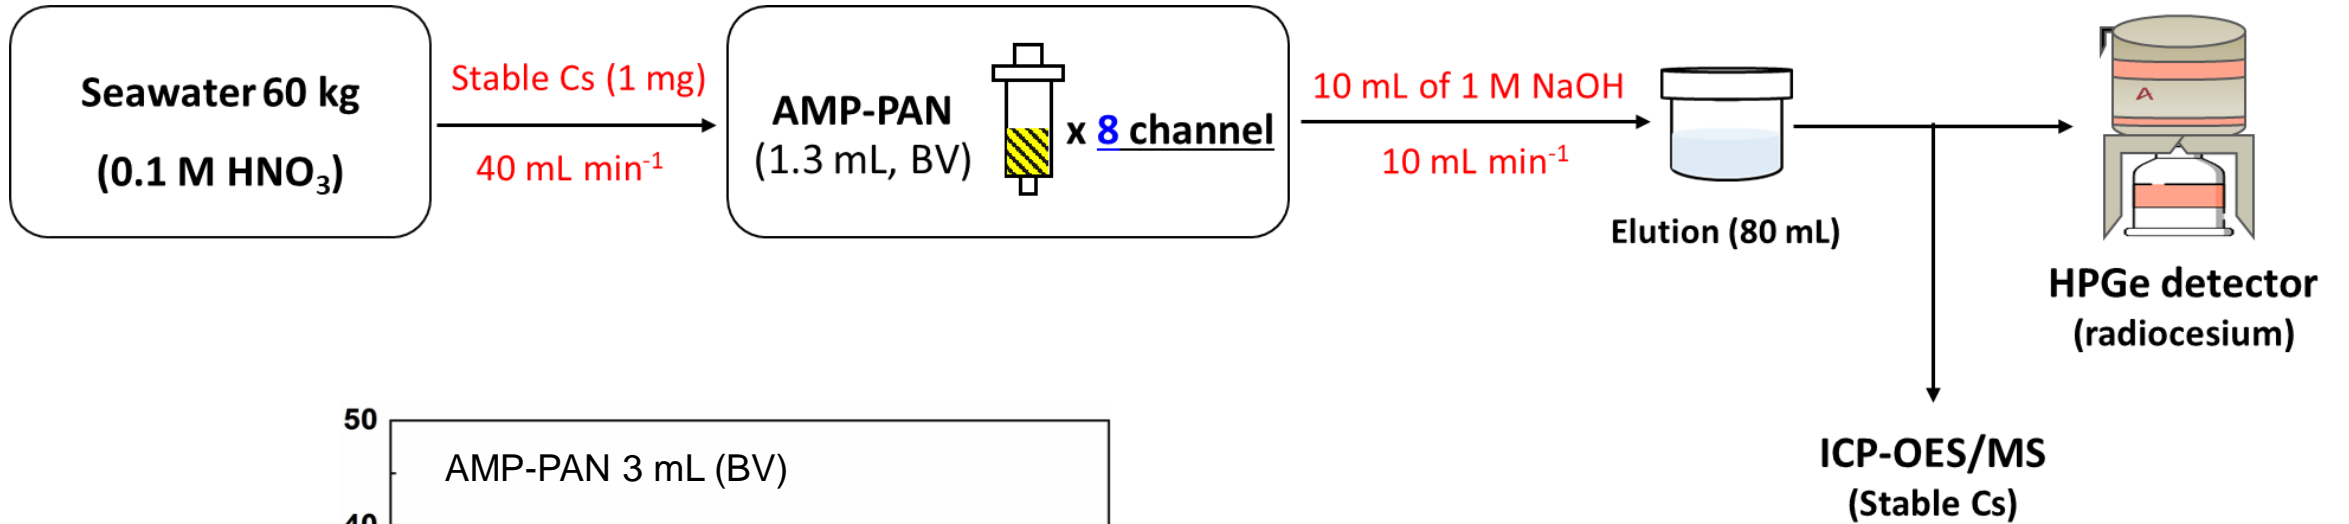 Seawater 60 kg
(0.1 M HNO₃)
Stable Cs (1 mg)
40 mL min⁻¹
AMP-PAN
(1.3 mL, BV)
x 8 channel
10 mL of 1 M NaOH
10 mL min⁻¹
Elution (80 mL)
A
HPGe detector
(radiocesium)
ICP-OES/MS
(Stable Cs)
50
AMP-PAN 3 mL (BV)
40